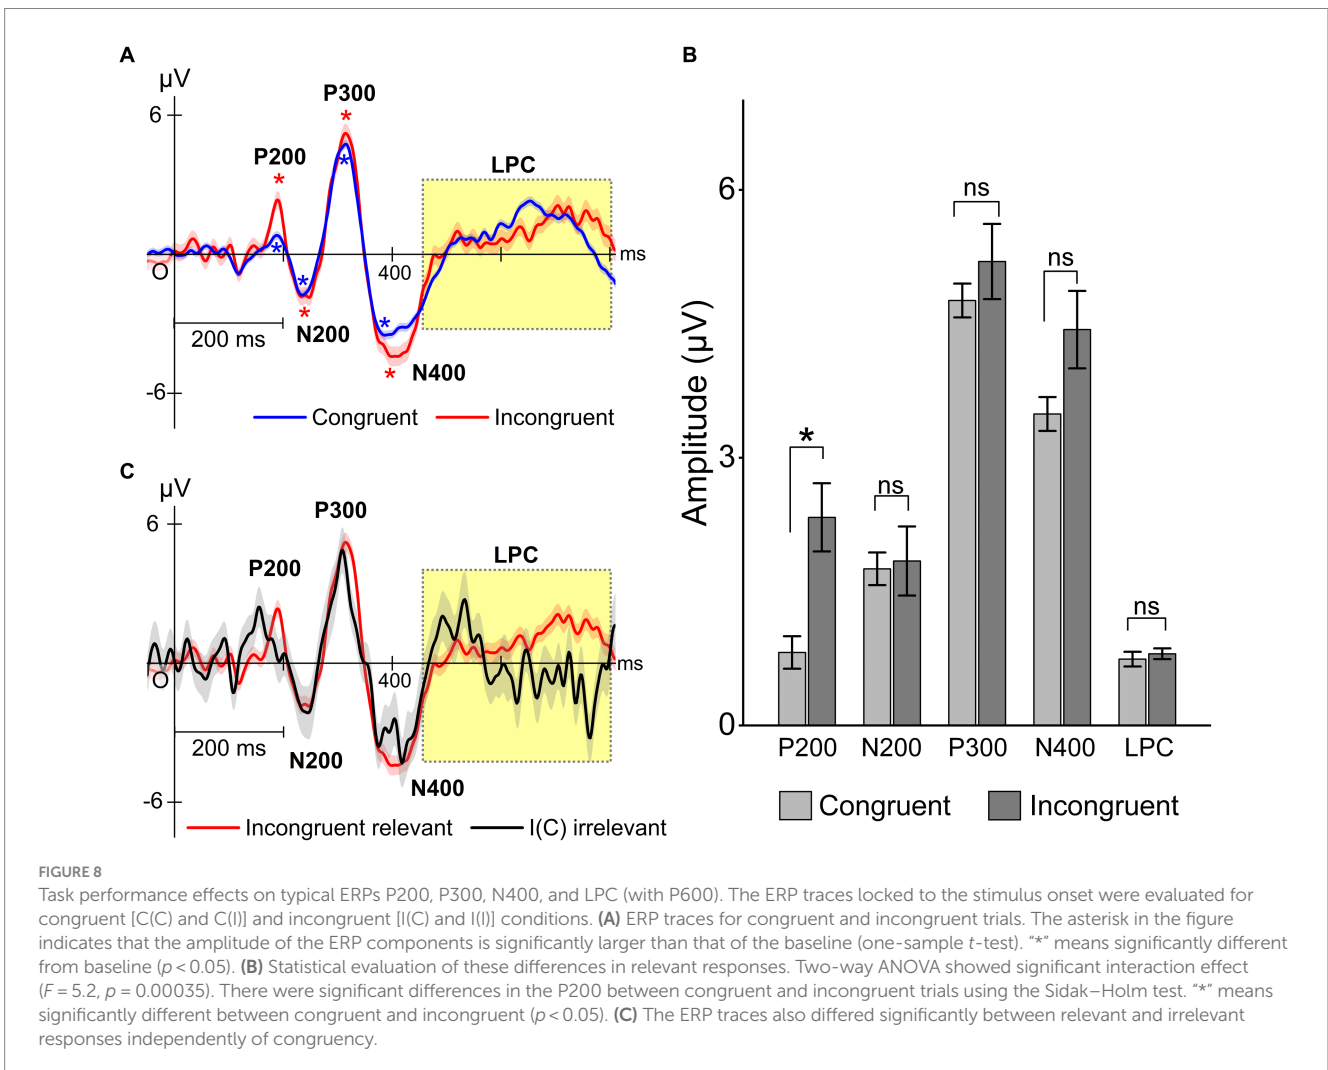 A
µV
6
P300
*
P200
*
*
*
LPC
ms
O
400
*
*
200 ms
N200
*
*
N400
-6
Congruent
Incongruent
B
Amplitude (µV)
6
3
0
*
ns
ns
ns
ns
P200
N200
P300
N400
LPC
Congruent
Incongruent
C
µV
6
P300
P200
LPC
ms
O
400
200 ms
N200
N400
-6
Incongruent relevant
I(C) irrelevant
FIGURE 8
Task performance effects on typical ERPs P200, P300, N400, and LPC (with P600). The ERP traces locked to the stimulus onset were evaluated for
congruent [C(C) and C(I)] and incongruent [I(C) and I(I)] conditions. (A) ERP traces for congruent and incongruent trials. The asterisk in the figure
indicates that the amplitude of the ERP components is significantly larger than that of the baseline (one-sample t-test). “*” means significantly different
from baseline (p < 0.05). (B) Statistical evaluation of these differences in relevant responses. Two-way ANOVA showed significant interaction effect
(F = 5.2, p = 0.00035). There were significant differences in the P200 between congruent and incongruent trials using the Sidak–Holm test. “*” means
significantly different between congruent and incongruent (p < 0.05). (C) The ERP traces also differed significantly between relevant and irrelevant
responses independently of congruency.